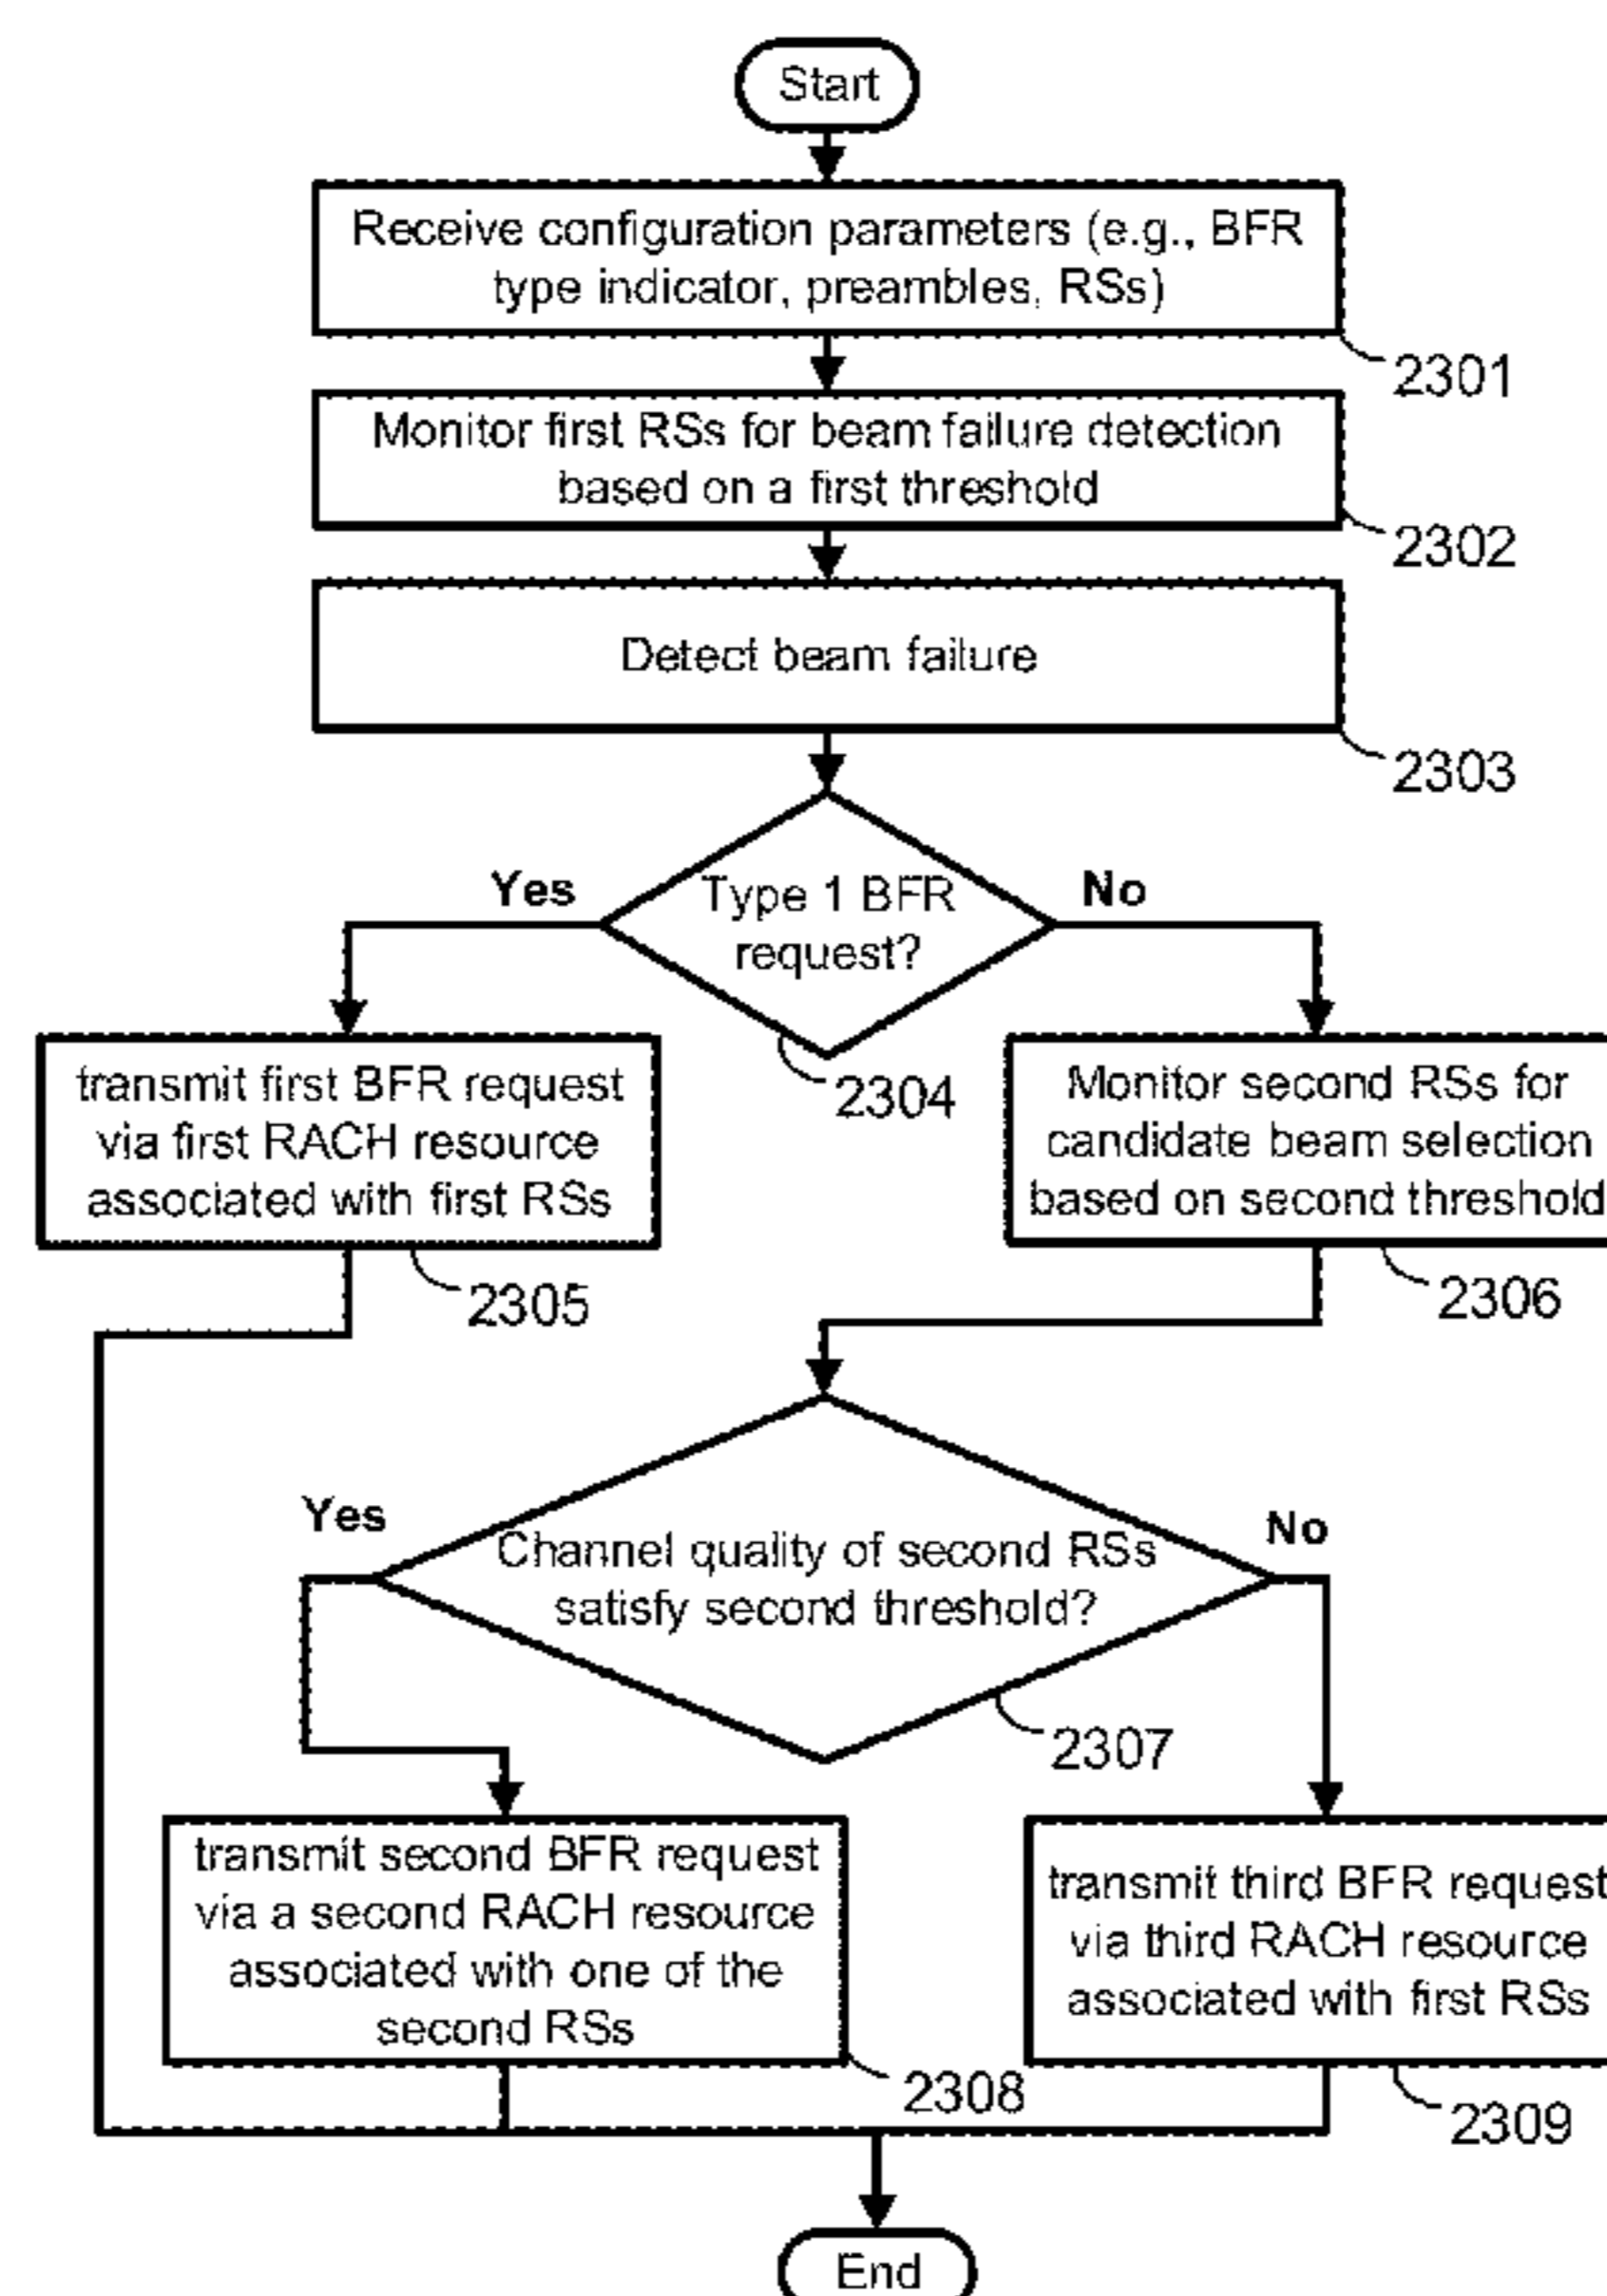 Start
Receive configuration parameters (e.g., BFR
type indicator, preambles, RSs)
2301
Monitor first RSs for beam failure detection
based on a first threshold
2302
Detect beam failure
2303
Yes
Type 1 BFR
request?
No
2304
transmit first BFR request
via first RACH resource
associated with first RSs
2305
Monitor second RSs for
candidate beam selection
based on second threshold
2306
Yes
Channel quality of second RSs
satisfy second threshold?
No
2307
transmit second BFR request
via a second RACH resource
associated with one of the
second RSs
2308
transmit third BFR request
via third RACH resource
associated with first RSs
2309
End